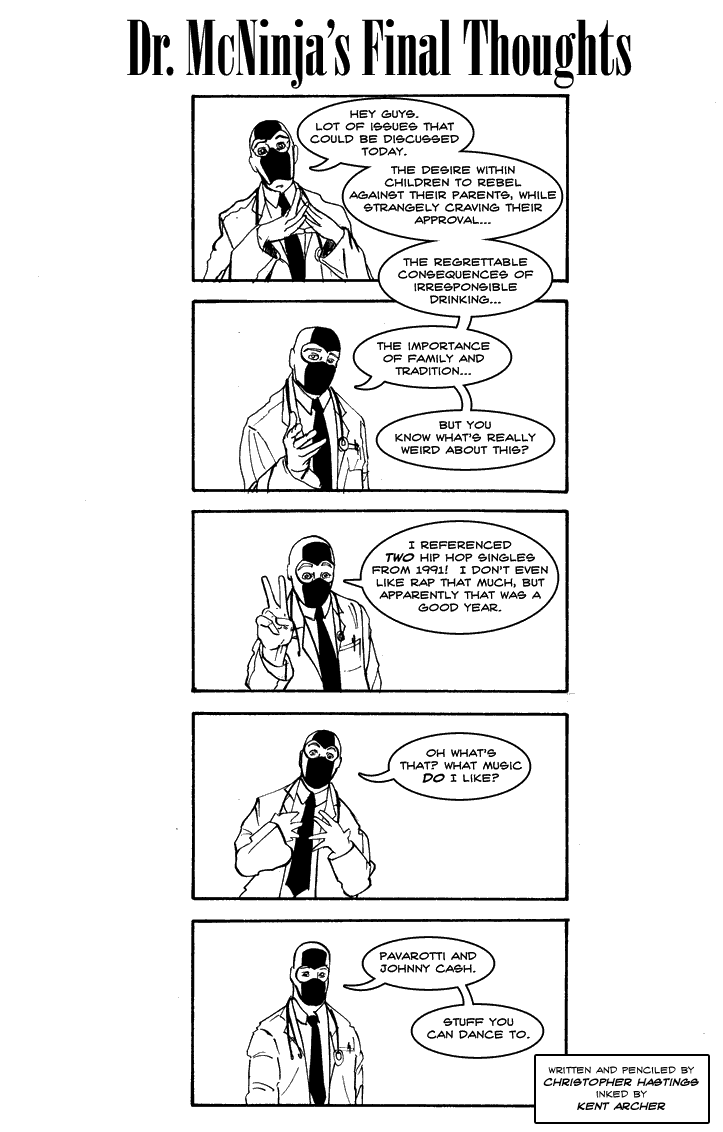 Dr. McNinja's Final Thoughts
HEY GUYS.
LOT OF ISSUES THAT
COULD BE DISCUSSED
TODAY.
THE DESIRE WITHIN
CHILDREN TO REBEL
AGAINST THEIR PARENTS, WHILE
STRANGELY CRAVING THEIR
APPROVAL...
THE REGRETTABLE
CONSEQUENCES OF
IRRESPONSIBLE
DRINKING...
THE IMPORTANCE
OF FAMILY AND
TRADITION...
BUT YOU
KNOW WHAT'S REALLY
WEIRD ABOUT THIS?
I REFERENCED
TWO HIP HOP SINGLES
FROM 1991! I DON'T EVEN
LIKE RAP THAT MUCH, BUT
APPARENTLY THAT WAS A
GOOD YEAR.
OH WHAT'S
THAT? WHAT MUSIC
DO I LIKE?
PAVAROTTI AND
JOHNNY CASH.
STUFF YOU
CAN DANCE TO.
WRITTEN AND PENCILED BY
CHRISTOPHER HASTINGS
INKED BY
KENT ARCHER